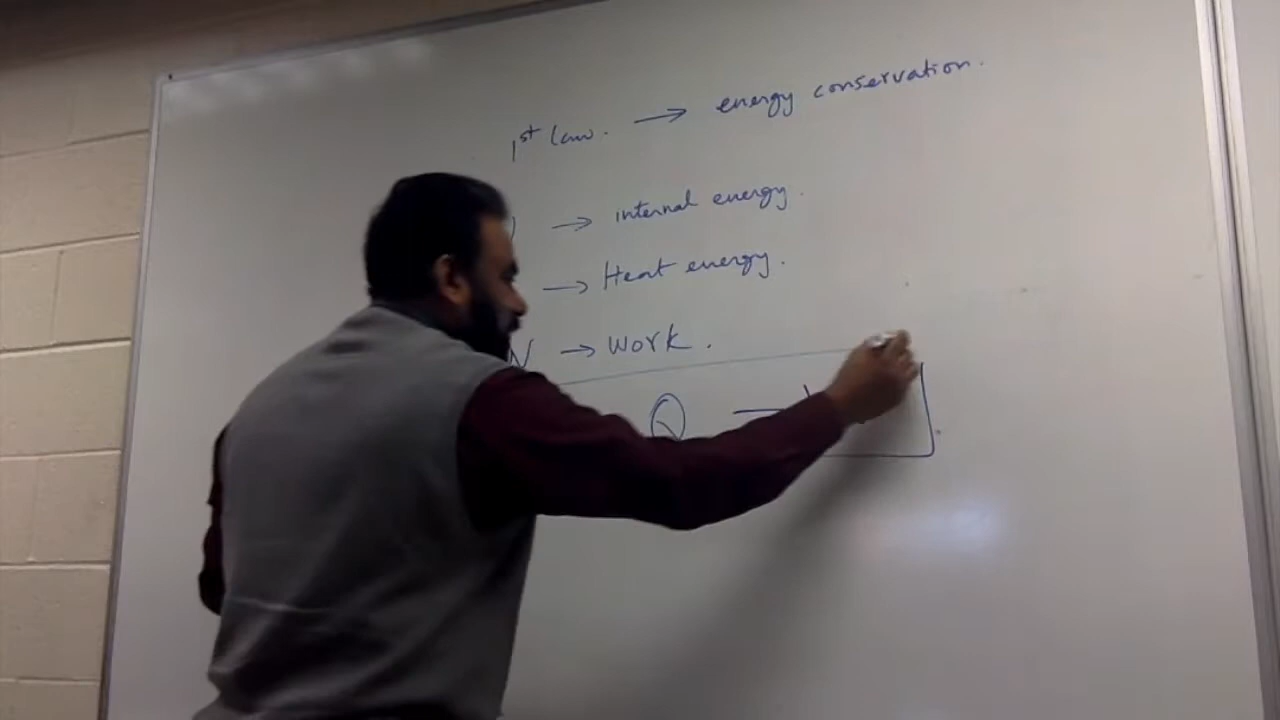 1st law. → energy conservation.
→ internal energy.
→ Heat energy.
W → Work.
Q →